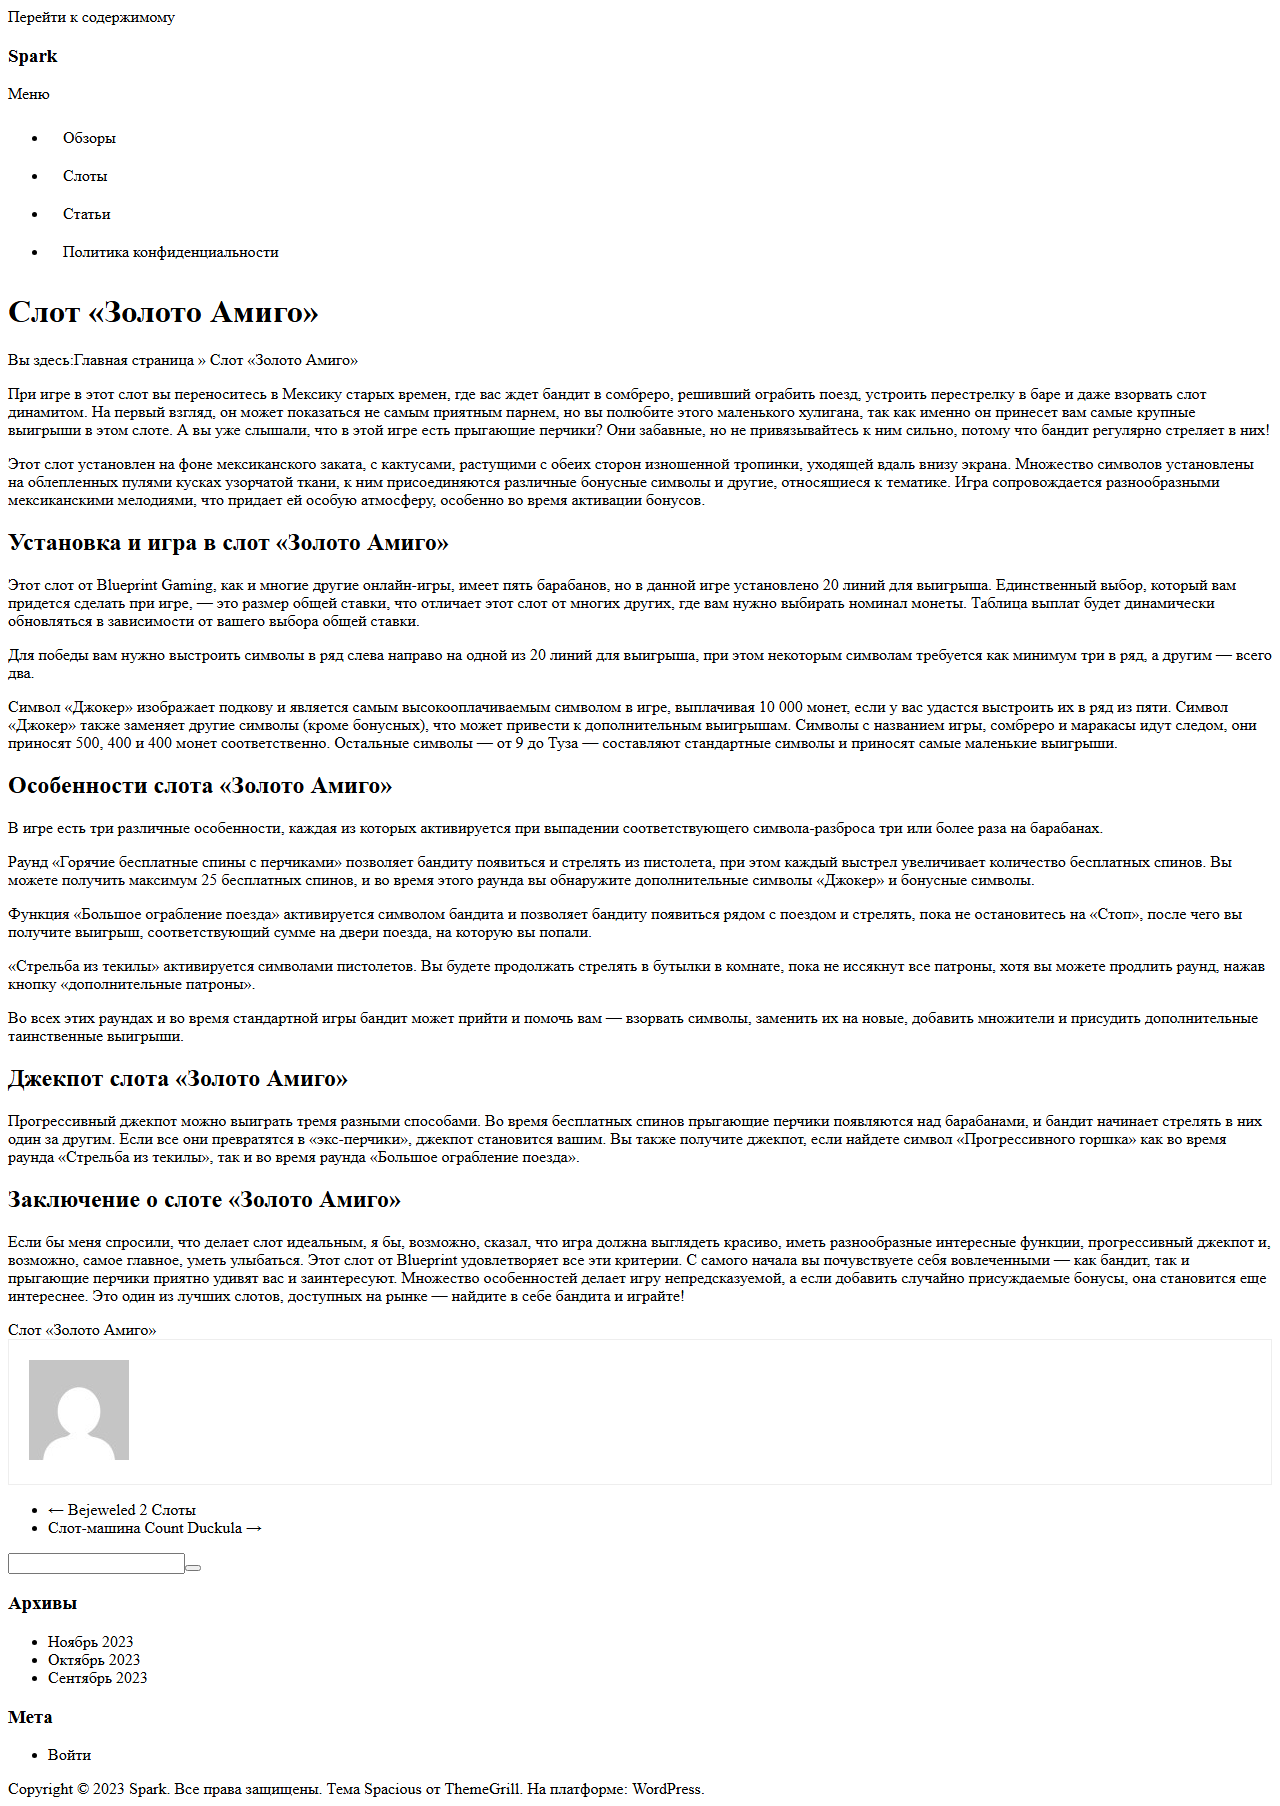 Перейти к содержимому
Spark
Меню
Обзоры
Слоты
Статьи
Политика конфиденциальности
Слот «Золото Амиго»
Вы здесь:Главная страница » Слот «Золото Амиго»
При игре в этот слот вы переноситесь в Мексику старых времен, где вас ждет бандит в сомбреро, решивший ограбить поезд, устроить перестрелку в баре и даже взорвать слот
динамитом. На первый взгляд, он может показаться не самым приятным парнем, но вы полюбите этого маленького хулигана, так как именно он принесет вам самые крупные
выигрыши в этом слоте. А вы уже слышали, что в этой игре есть прыгающие перчики? Они забавные, но не привязывайтесь к ним сильно, потому что бандит регулярно стреляет в них!
Этот слот установлен на фоне мексиканского заката, с кактусами, растущими с обеих сторон изношенной тропинки, уходящей вдаль внизу экрана. Множество символов установлены
на облепленных пулями кусках узорчатой ткани, к ним присоединяются различные бонусные символы и другие, относящиеся к тематике. Игра сопровождается разнообразными
мексиканскими мелодиями, что придает ей особую атмосферу, особенно во время активации бонусов.
Установка и игра в слот «Золото Амиго»
Этот слот от Blueprint Gaming, как и многие другие онлайн-игры, имеет пять барабанов, но в данной игре установлено 20 линий для выигрыша. Единственный выбор, который вам
придется сделать при игре, — это размер общей ставки, что отличает этот слот от многих других, где вам нужно выбирать номинал монеты. Таблица выплат будет динамически
обновляться в зависимости от вашего выбора общей ставки.
Для победы вам нужно выстроить символы в ряд слева направо на одной из 20 линий для выигрыша, при этом некоторым символам требуется как минимум три в ряд, а другим — всего
два.
Символ «Джокер» изображает подкову и является самым высокооплачиваемым символом в игре, выплачивая 10 000 монет, если у вас удастся выстроить их в ряд из пяти. Символ
«Джокер» также заменяет другие символы (кроме бонусных), что может привести к дополнительным выигрышам. Символы с названием игры, сомбреро и маракасы идут следом, они
приносят 500, 400 и 400 монет соответственно. Остальные символы — от 9 до Туза — составляют стандартные символы и приносят самые маленькие выигрыши.
Особенности слота «Золото Амиго»
В игре есть три различные особенности, каждая из которых активируется при выпадении соответствующего символа-разброса три или более раза на барабанах.
Раунд «Горячие бесплатные спины с перчиками» позволяет бандиту появиться и стрелять из пистолета, при этом каждый выстрел увеличивает количество бесплатных спинов. Вы
можете получить максимум 25 бесплатных спинов, и во время этого раунда вы обнаружите дополнительные символы «Джокер» и бонусные символы.
Функция «Большое ограбление поезда» активируется символом бандита и позволяет бандиту появиться рядом с поездом и стрелять, пока не остановитесь на «Стоп», после чего вы
получите выигрыш, соответствующий сумме на двери поезда, на которую вы попали.
«Стрельба из текилы» активируется символами пистолетов. Вы будете продолжать стрелять в бутылки в комнате, пока не иссякнут все патроны, хотя вы можете продлить раунд, нажав
кнопку «дополнительные патроны».
Во всех этих раундах и во время стандартной игры бандит может прийти и помочь вам — взорвать символы, заменить их на новые, добавить множители и присудить дополнительные
таинственные выигрыши.
Джекпот слота «Золото Амиго»
Прогрессивный джекпот можно выиграть тремя разными способами. Во время бесплатных спинов прыгающие перчики появляются над барабанами, и бандит начинает стрелять в них
один за другим. Если все они превратятся в «экс-перчики», джекпот становится вашим. Вы также получите джекпот, если найдете символ «Прогрессивного горшка» как во время
раунда «Стрельба из текилы», так и во время раунда «Большое ограбление поезда».
Заключение о слоте «Золото Амиго»
Если бы меня спросили, что делает слот идеальным, я бы, возможно, сказал, что игра должна выглядеть красиво, иметь разнообразные интересные функции, прогрессивный джекпот и,
возможно, самое главное, уметь улыбаться. Этот слот от Blueprint удовлетворяет все эти критерии. С самого начала вы почувствуете себя вовлеченными — как бандит, так и
прыгающие перчики приятно удивят вас и заинтересуют. Множество особенностей делает игру непредсказуемой, а если добавить случайно присуждаемые бонусы, она становится еще
интереснее. Это один из лучших слотов, доступных на рынке — найдите в себе бандита и играйте!
Слот «Золото Амиго»
← Bejeweled 2 Слоты
Слот-машина Count Duckula →
Архивы
Ноябрь 2023
Октябрь 2023
Сентябрь 2023
Мета
Войти
Copyright © 2023 Spark. Все права защищены. Тема Spacious от ThemeGrill. На платформе: WordPress.